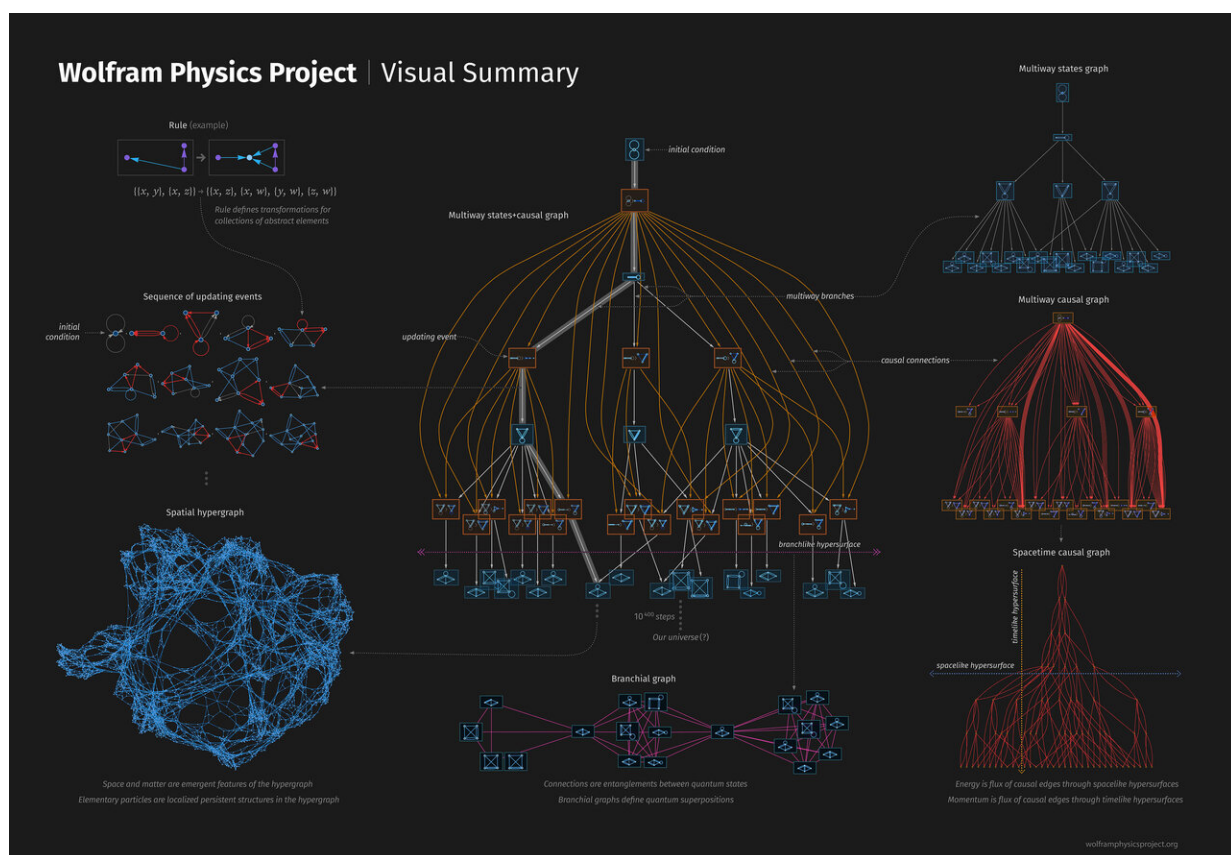 Wolfram Physics Project | Visual Summary
Rule (example)
{{x, y}, {x, z}} → {{x, z}, {x, w}, {y, w}, {z, w}}
Rule defines transformations for
collections of abstract elements
Sequence of updating events
initial
condition
Spatial hypergraph
Space and matter are emergent features of the hypergraph
Elementary particles are localized persistent structures in the hypergraph
initial condition
Multiway states+causal graph
multiway branches
updating event
causal connections
branchlike hypersurface
10⁴⁰⁰ steps
Our universe(?)
Branchial graph
Connections are entanglements between quantum states
Branchial graphs define quantum superpositions
Multiway states graph
Multiway causal graph
Spacetime causal graph
timelike hypersurface
spacelike hypersurface
Energy is flux of causal edges through spacelike hypersurfaces
Momentum is flux of causal edges through timelike hypersurfaces
wolframphysicsproject.org